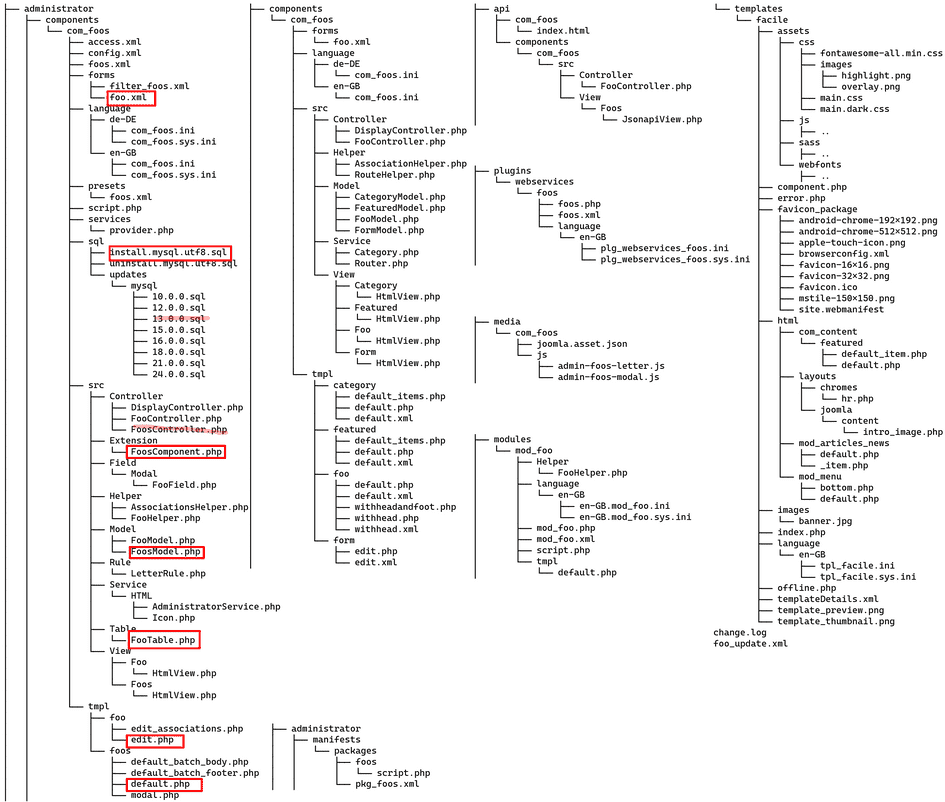 administrator
components
com_foos
access.xml
config.xml
foos.xml
forms
filter_foos.xml
foo.xml
language
de-DE
com_foos.ini
com_foos.sys.ini
en-GB
com_foos.ini
com_foos.sys.ini
presets
foos.xml
script.php
services
provider.php
sql
install.mysql.utf8.sql
uninstall.mysql.utf8.sql
updates
mysql
10.0.0.sql
12.0.0.sql
13.0.0.sql
15.0.0.sql
16.0.0.sql
18.0.0.sql
21.0.0.sql
24.0.0.sql
src
Controller
DisplayController.php
FooController.php
FoosController.php
Extension
FoosComponent.php
Field
Modal
FooField.php
Helper
AssociationsHelper.php
FooHelper.php
Model
FooModel.php
FoosModel.php
Rule
LetterRule.php
Service
HTML
AdministratorService.php
Icon.php
Table
FooTable.php
View
Foo
HtmlView.php
Foos
HtmlView.php
tmpl
foo
edit_associations.php
edit.php
foos
default_batch_body.php
default_batch_footer.php
default.php
modal.php
components
com_foos
forms
foo.xml
language
de-DE
com_foos.ini
en-GB
com_foos.ini
src
Controller
DisplayController.php
FooController.php
Helper
AssociationHelper.php
RouteHelper.php
Model
CategoryModel.php
FeaturedModel.php
FooModel.php
FormModel.php
Service
Category.php
Router.php
View
Category
HtmlView.php
Featured
HtmlView.php
Foo
HtmlView.php
Form
HtmlView.php
tmpl
category
default_items.php
default.php
default.xml
featured
default_items.php
default.php
default.xml
foo
default.php
default.xml
withheadandfoot.php
withhead.php
withhead.xml
form
edit.php
edit.xml
administrator
manifests
packages
foos
script.php
pkg_foos.xml
api
com_foos
index.html
components
com_foos
src
Controller
FooController.php
View
Foos
JsonapiView.php
plugins
webservices
foos
foos.php
foos.xml
language
en-GB
plg_webservices_foos.ini
plg_webservices_foos.sys.ini
media
com_foos
joomla.asset.json
js
admin-foos-letter.js
admin-foos-modal.js
modules
mod_foo
Helper
FooHelper.php
language
en-GB
en-GB.mod_foo.ini
en-GB.mod_foo.sys.ini
mod_foo.php
mod_foo.xml
script.php
tmpl
default.php
templates
facile
assets
css
fontawesome-all.min.css
images
highlight.png
overlay.png
main.css
main.dark.css
js
..
sass
..
webfonts
..
component.php
error.php
favicon_package
android-chrome-192×192.png
android-chrome-512×512.png
apple-touch-icon.png
browserconfig.xml
favicon-16×16.png
favicon-32×32.png
favicon.ico
mstile-150×150.png
site.webmanifest
html
com_content
featured
default_item.php
default.php
layouts
chromes
hr.php
joomla
content
intro_image.php
mod_articles_news
default.php
_item.php
mod_menu
bottom.php
default.php
images
banner.jpg
index.php
language
en-GB
tpl_facile.ini
tpl_facile.sys.ini
offline.php
templateDetails.xml
template_preview.png
template_thumbnail.png
change.log
foo_update.xml